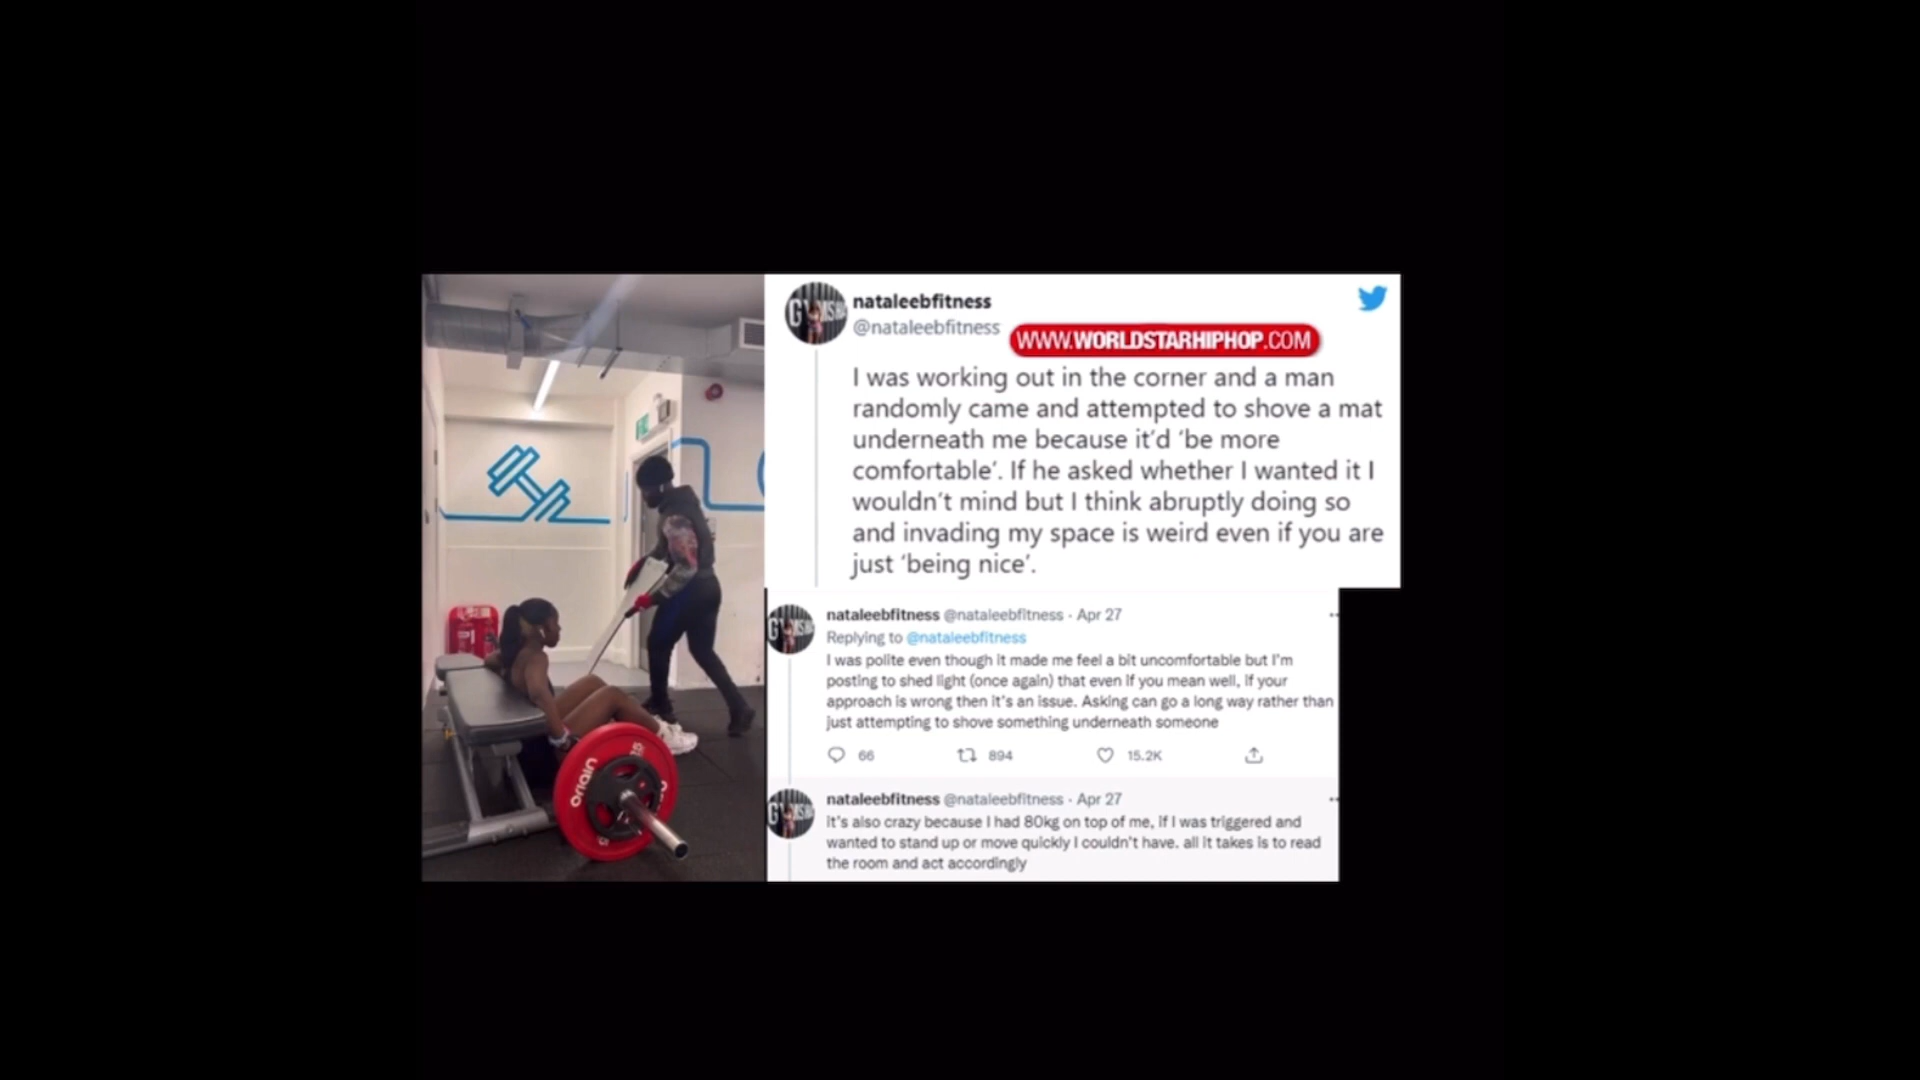 nataleebfitness
@nataleebfitness
WWW.WORLDSTARHIPHOP.COM
I was working out in the corner and a man
randomly came and attempted to shove a mat
underneath me because it'd ‘be more
comfortable’. If he asked whether I wanted it I
wouldn't mind but I think abruptly doing so
and invading my space is weird even if you are
just ‘being nice’.
nataleebfitness @nataleebfitness · Apr 27
Replying to @nataleebfitness
I was polite even though it made me feel a bit uncomfortable but I'm
posting to shed light (once again) that even if you mean well, if your
approach is wrong then it's an issue. Asking can go a long way rather than
just attempting to shove something underneath someone
66 894 15.2K
nataleebfitness @nataleebfitness · Apr 27
it's also crazy because I had 80kg on top of me, if I was triggered and
wanted to stand up or move quickly I couldn't have. all it takes is to read
the room and act accordingly
origin